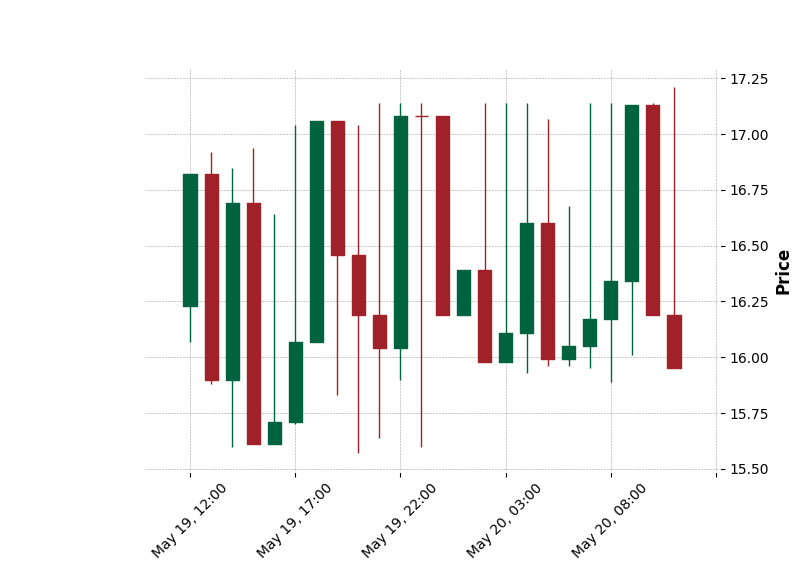 17.25
17.00
16.75
16.50
16.25
16.00
15.75
15.50
Price
May 19, 12:00
May 19, 17:00
May 19, 22:00
May 20, 03:00
May 20, 08:00